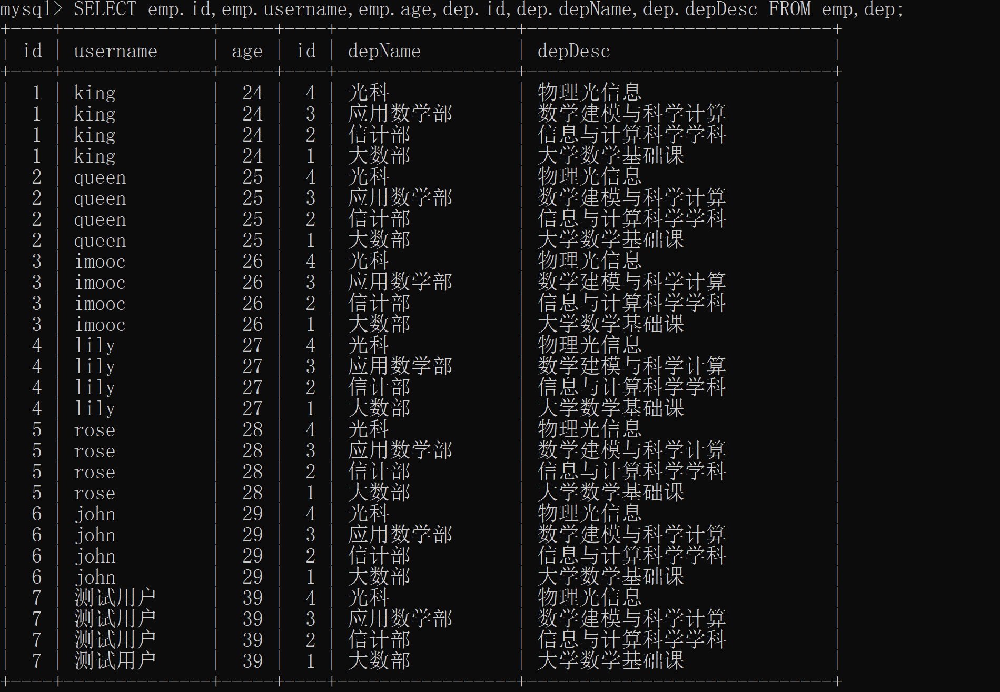 mysql> SELECT emp.id,emp.username,emp.age,dep.id,dep.depName,dep.depDesc FROM emp,dep;
+----+--------------+-----+----+-----------------+-----------------------------+
| id | username     | age | id | depName         | depDesc                     |
+----+--------------+-----+----+-----------------+-----------------------------+
|  1 | king         |  24 |  4 | 光科            | 物理光信息                  |
|  1 | king         |  24 |  3 | 应用数学部      | 数学建模与科学计算          |
|  1 | king         |  24 |  2 | 信计部          | 信息与计算科学学科          |
|  1 | king         |  24 |  1 | 大数部          | 大学数学基础课              |
|  2 | queen        |  25 |  4 | 光科            | 物理光信息                  |
|  2 | queen        |  25 |  3 | 应用数学部      | 数学建模与科学计算          |
|  2 | queen        |  25 |  2 | 信计部          | 信息与计算科学学科          |
|  2 | queen        |  25 |  1 | 大数部          | 大学数学基础课              |
|  3 | imooc        |  26 |  4 | 光科            | 物理光信息                  |
|  3 | imooc        |  26 |  3 | 应用数学部      | 数学建模与科学计算          |
|  3 | imooc        |  26 |  2 | 信计部          | 信息与计算科学学科          |
|  3 | imooc        |  26 |  1 | 大数部          | 大学数学基础课              |
|  4 | lily         |  27 |  4 | 光科            | 物理光信息                  |
|  4 | lily         |  27 |  3 | 应用数学部      | 数学建模与科学计算          |
|  4 | lily         |  27 |  2 | 信计部          | 信息与计算科学学科          |
|  4 | lily         |  27 |  1 | 大数部          | 大学数学基础课              |
|  5 | rose         |  28 |  4 | 光科            | 物理光信息                  |
|  5 | rose         |  28 |  3 | 应用数学部      | 数学建模与科学计算          |
|  5 | rose         |  28 |  2 | 信计部          | 信息与计算科学学科          |
|  5 | rose         |  28 |  1 | 大数部          | 大学数学基础课              |
|  6 | john         |  29 |  4 | 光科            | 物理光信息                  |
|  6 | john         |  29 |  3 | 应用数学部      | 数学建模与科学计算          |
|  6 | john         |  29 |  2 | 信计部          | 信息与计算科学学科          |
|  6 | john         |  29 |  1 | 大数部          | 大学数学基础课              |
|  7 | 测试用户     |  39 |  4 | 光科            | 物理光信息                  |
|  7 | 测试用户     |  39 |  3 | 应用数学部      | 数学建模与科学计算          |
|  7 | 测试用户     |  39 |  2 | 信计部          | 信息与计算科学学科          |
|  7 | 测试用户     |  39 |  1 | 大数部          | 大学数学基础课              |
+----+--------------+-----+----+-----------------+-----------------------------+